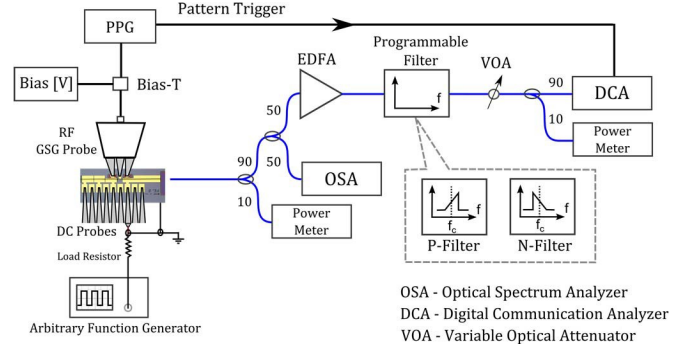 Pattern Trigger
PPG
Bias [V]
Bias-T
RF
GSG Probe
DC Probes
Load Resistor
Arbitrary Function Generator
90
10
Power
Meter
50
50
OSA
EDFA
Programmable
Filter
f
VOA
90
10
DCA
Power
Meter
f
fc
P-Filter
f
fc
N-Filter
OSA - Optical Spectrum Analyzer
DCA - Digital Communication Analyzer
VOA - Variable Optical Attenuator